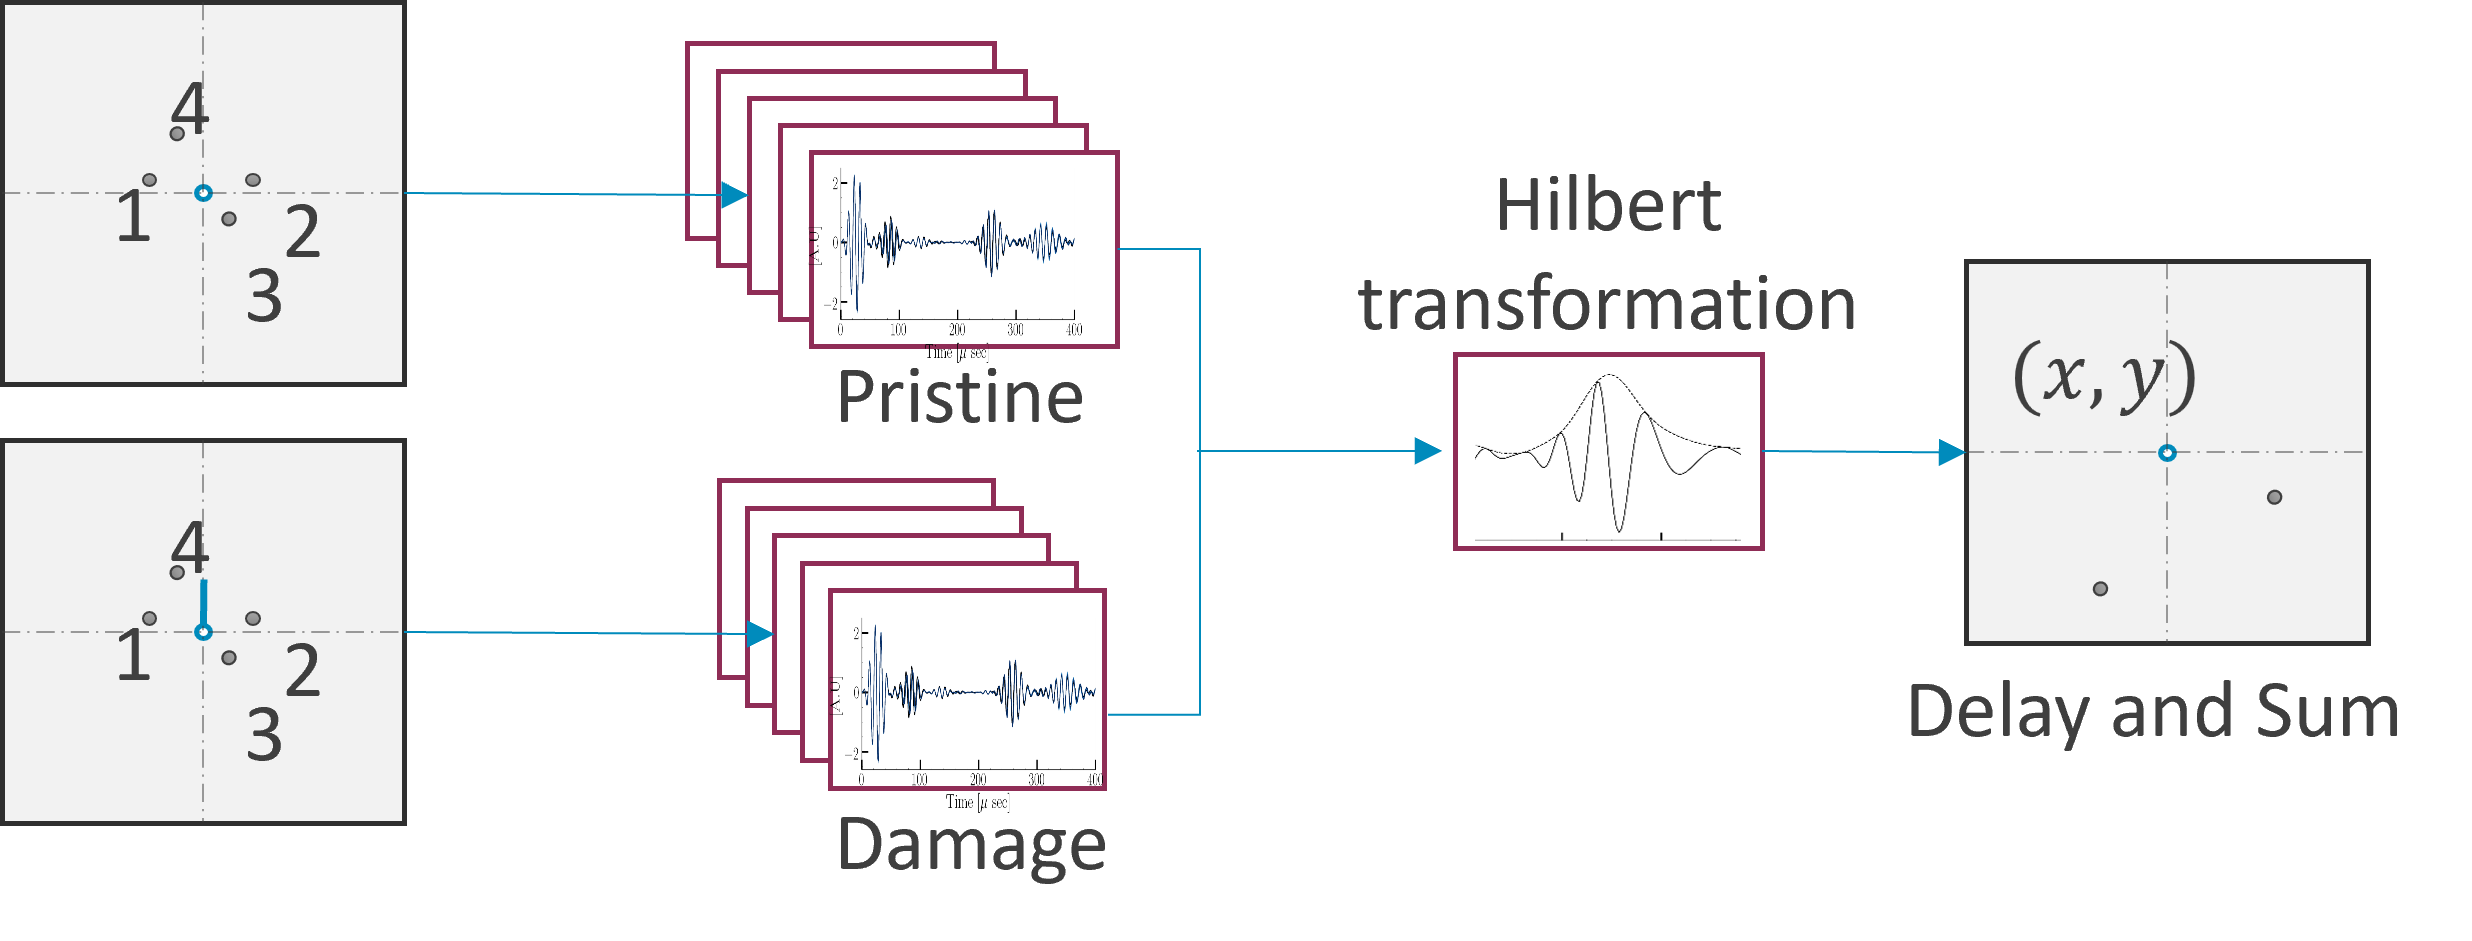 4
1
2
3
2
0
−2
[A.U]
0 100 200 300 400
Time [μ sec]
Pristine
4
1
2
3
2
0
−2
[A.U]
0 100 200 300 400
Time [μ sec]
Damage
Hilbert
transformation
(x, y)
Delay and Sum